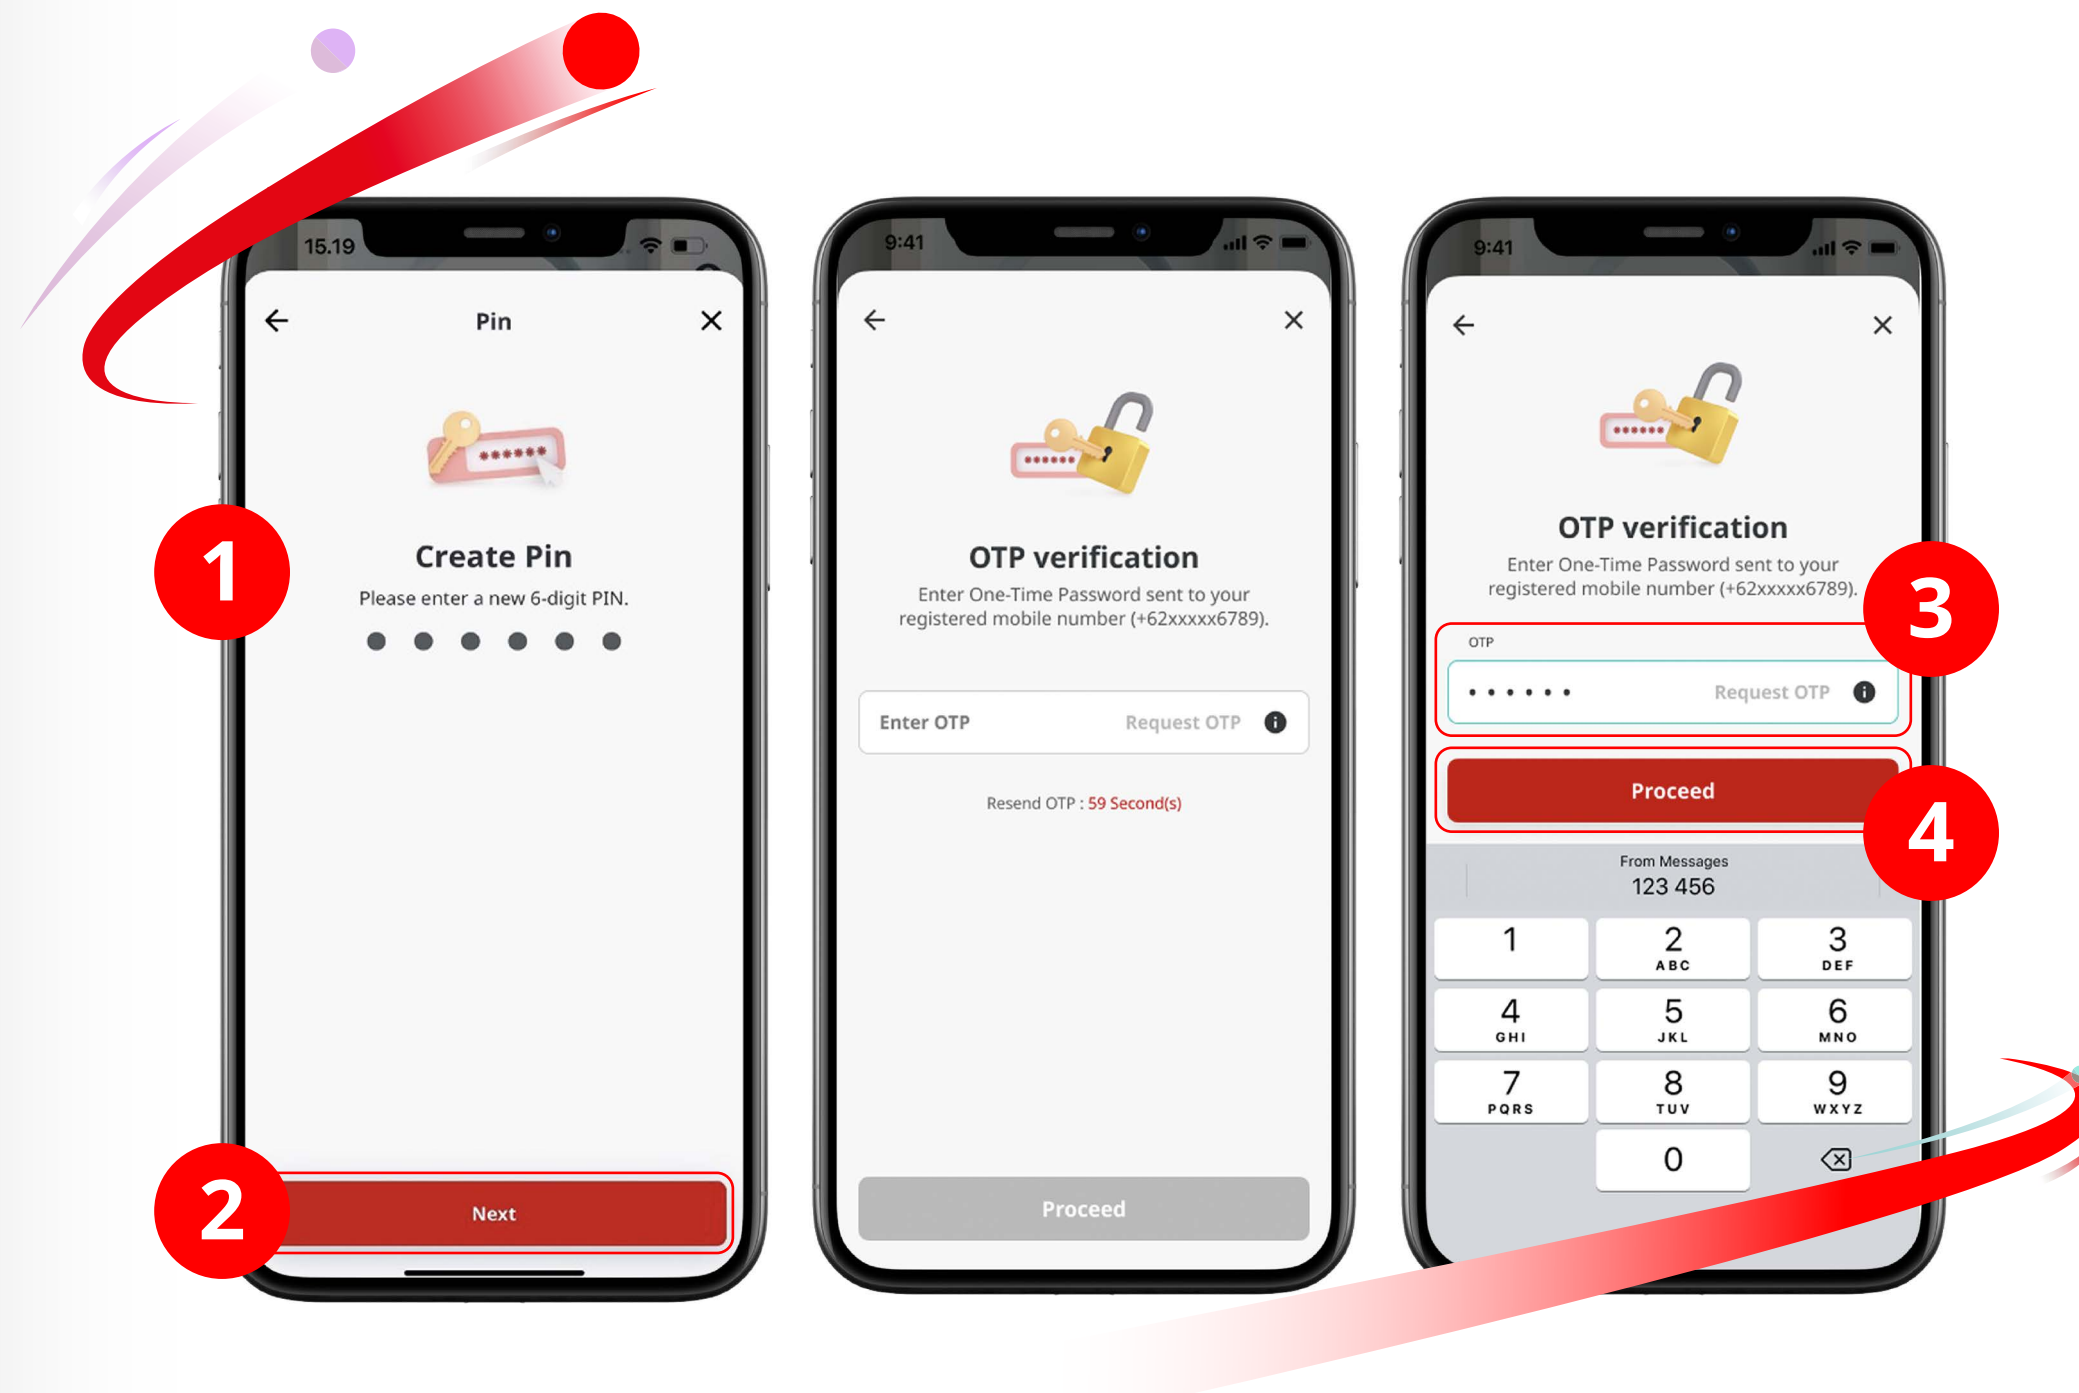 15.19
Pin
******
Create Pin
Please enter a new 6-digit PIN.
1
Next
2
9:41
******
OTP verification
Enter One-Time Password sent to your
registered mobile number (+62xxxxx6789).
Enter OTP
Request OTP
Resend OTP : 59 Second(s)
Proceed
9:41
******
OTP verification
Enter One-Time Password sent to your
registered mobile number (+62xxxxx6789).
3
OTP
Request OTP
Proceed
4
From Messages
123 456
1
2
3
ABC
DEF
4
5
6
GHI
JKL
MNO
7
8
9
PQRS
TUV
WXYZ
0